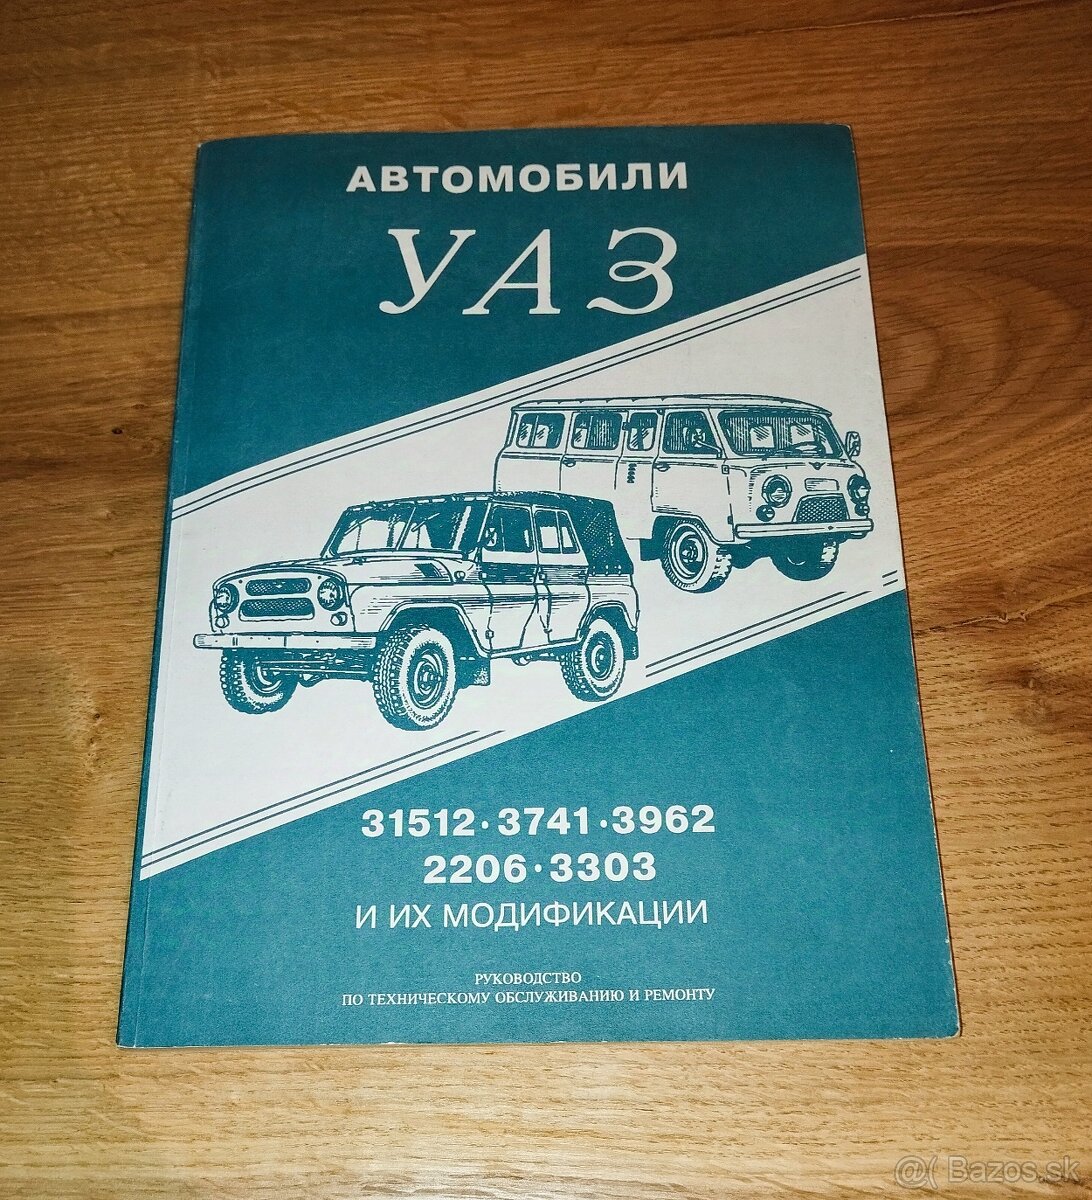 АВТОМОБИЛИ
УАЗ
31512·3741·3962
2206·3303
И ИХ МОДИФИКАЦИИ
РУКОВОДСТВО
ПО ТЕХНИЧЕСКОМУ ОБСЛУЖИВАНИЮ И РЕМОНТУ
@( Bazos.sk